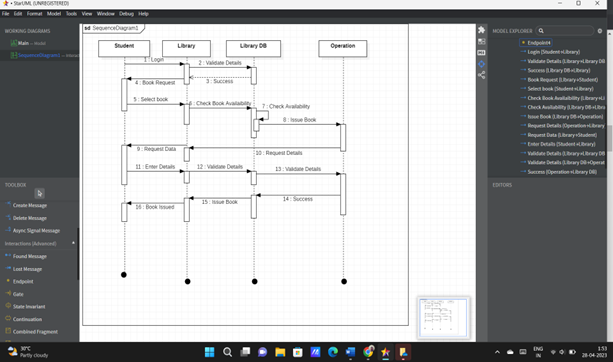 StarUML (UNREGISTERED)
File Edit Format Model Tools View Window Debug Help
WORKING DIAGRAMS
Main — Model
SequenceDiagram1 — Interac
sd SequenceDiagram1
Student
Library
Library DB
Operation
1 : Login
2 : Validate Details
3 : Success
4 : Book Request
5 : Select book
: Check Book Availability
7 : Check Availability
8 : Issue Book
9 : Request Data
10 : Request Details
11 : Enter Details
12 : Validate Details
13 : Validate Details
14 : Success
15 : Issue Book
16 : Book Issued
TOOLBOX
Create Message
Delete Message
Async Signal Message
Interactions (Advanced)
Found Message
Lost Message
Endpoint
Gate
State Invariant
Continuation
Combined Fragment
MODEL EXPLORER
Endpoint4
Login (Student→Library)
Validate Details (Library→Library DB
Success (Library DB→Library)
Book Request (Library→Student)
Select book (Student→Library)
Check Book Availability (Library→Li
Check Availability (Library DB→Libra
Issue Book (Library DB→Operation)
Request Details (Operation→Library
Request Data (Library→Student)
Enter Details (Student→Library)
Validate Details (Library→Library DB
Validate Details (Library DB→Operat
Success (Operation→Library DB)
EDITORS
30°C
Partly cloudy
ENG
IN
1:53
28-04-2023